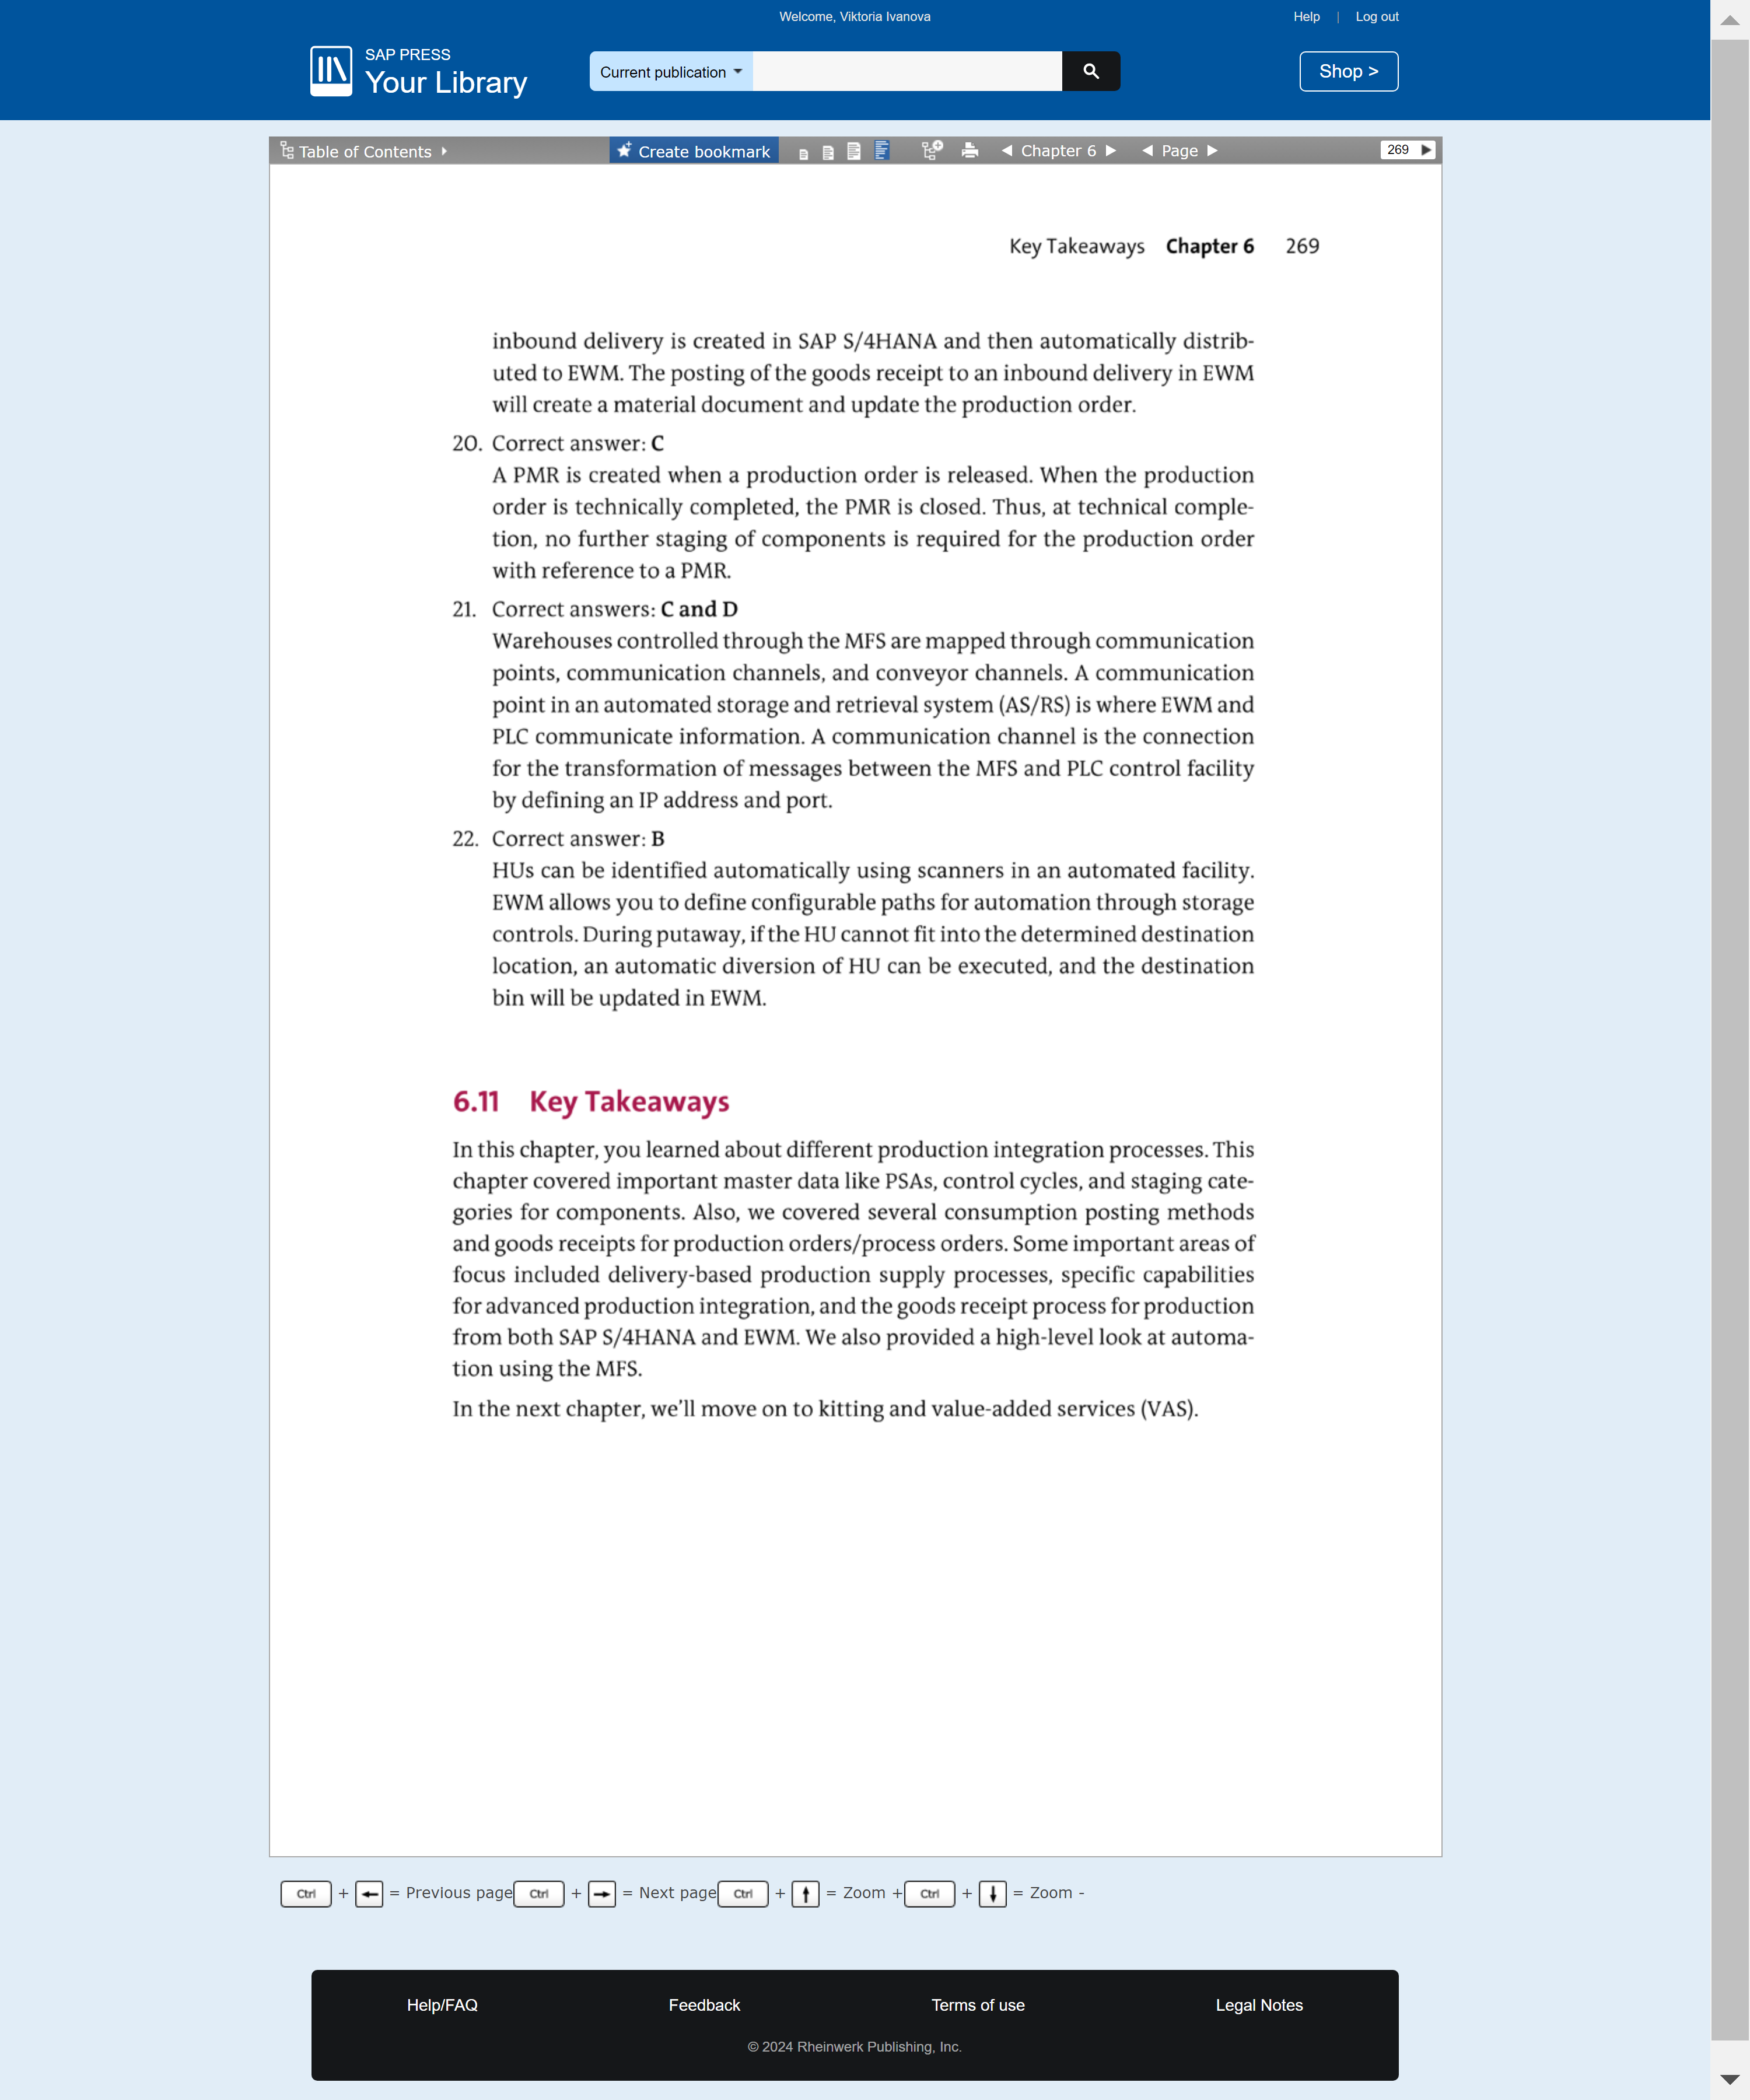 Welcome, Viktoria Ivanova
Help | Log out
SAP PRESS
Your Library
Current publication
Shop >
Table of Contents
Create bookmark
Chapter 6
Page
269
Key Takeaways Chapter 6 269
inbound delivery is created in SAP S/4HANA and then automatically distrib-
uted to EWM. The posting of the goods receipt to an inbound delivery in EWM
will create a material document and update the production order.
20. Correct answer: C
A PMR is created when a production order is released. When the production
order is technically completed, the PMR is closed. Thus, at technical comple-
tion, no further staging of components is required for the production order
with reference to a PMR.
21. Correct answers: C and D
Warehouses controlled through the MFS are mapped through communication
points, communication channels, and conveyor channels. A communication
point in an automated storage and retrieval system (AS/RS) is where EWM and
PLC communicate information. A communication channel is the connection
for the transformation of messages between the MFS and PLC control facility
by defining an IP address and port.
22. Correct answer: B
HUs can be identified automatically using scanners in an automated facility.
EWM allows you to define configurable paths for automation through storage
controls. During putaway, if the HU cannot fit into the determined destination
location, an automatic diversion of HU can be executed, and the destination
bin will be updated in EWM.
6.11 Key Takeaways
In this chapter, you learned about different production integration processes. This
chapter covered important master data like PSAs, control cycles, and staging cate-
gories for components. Also, we covered several consumption posting methods
and goods receipts for production orders/process orders. Some important areas of
focus included delivery-based production supply processes, specific capabilities
for advanced production integration, and the goods receipt process for production
from both SAP S/4HANA and EWM. We also provided a high-level look at automa-
tion using the MFS.
In the next chapter, we'll move on to kitting and value-added services (VAS).
Ctrl + ← = Previous page Ctrl + → = Next page Ctrl + ↑ = Zoom + Ctrl + ↓ = Zoom -
Help/FAQ
Feedback
Terms of use
Legal Notes
© 2024 Rheinwerk Publishing, Inc.